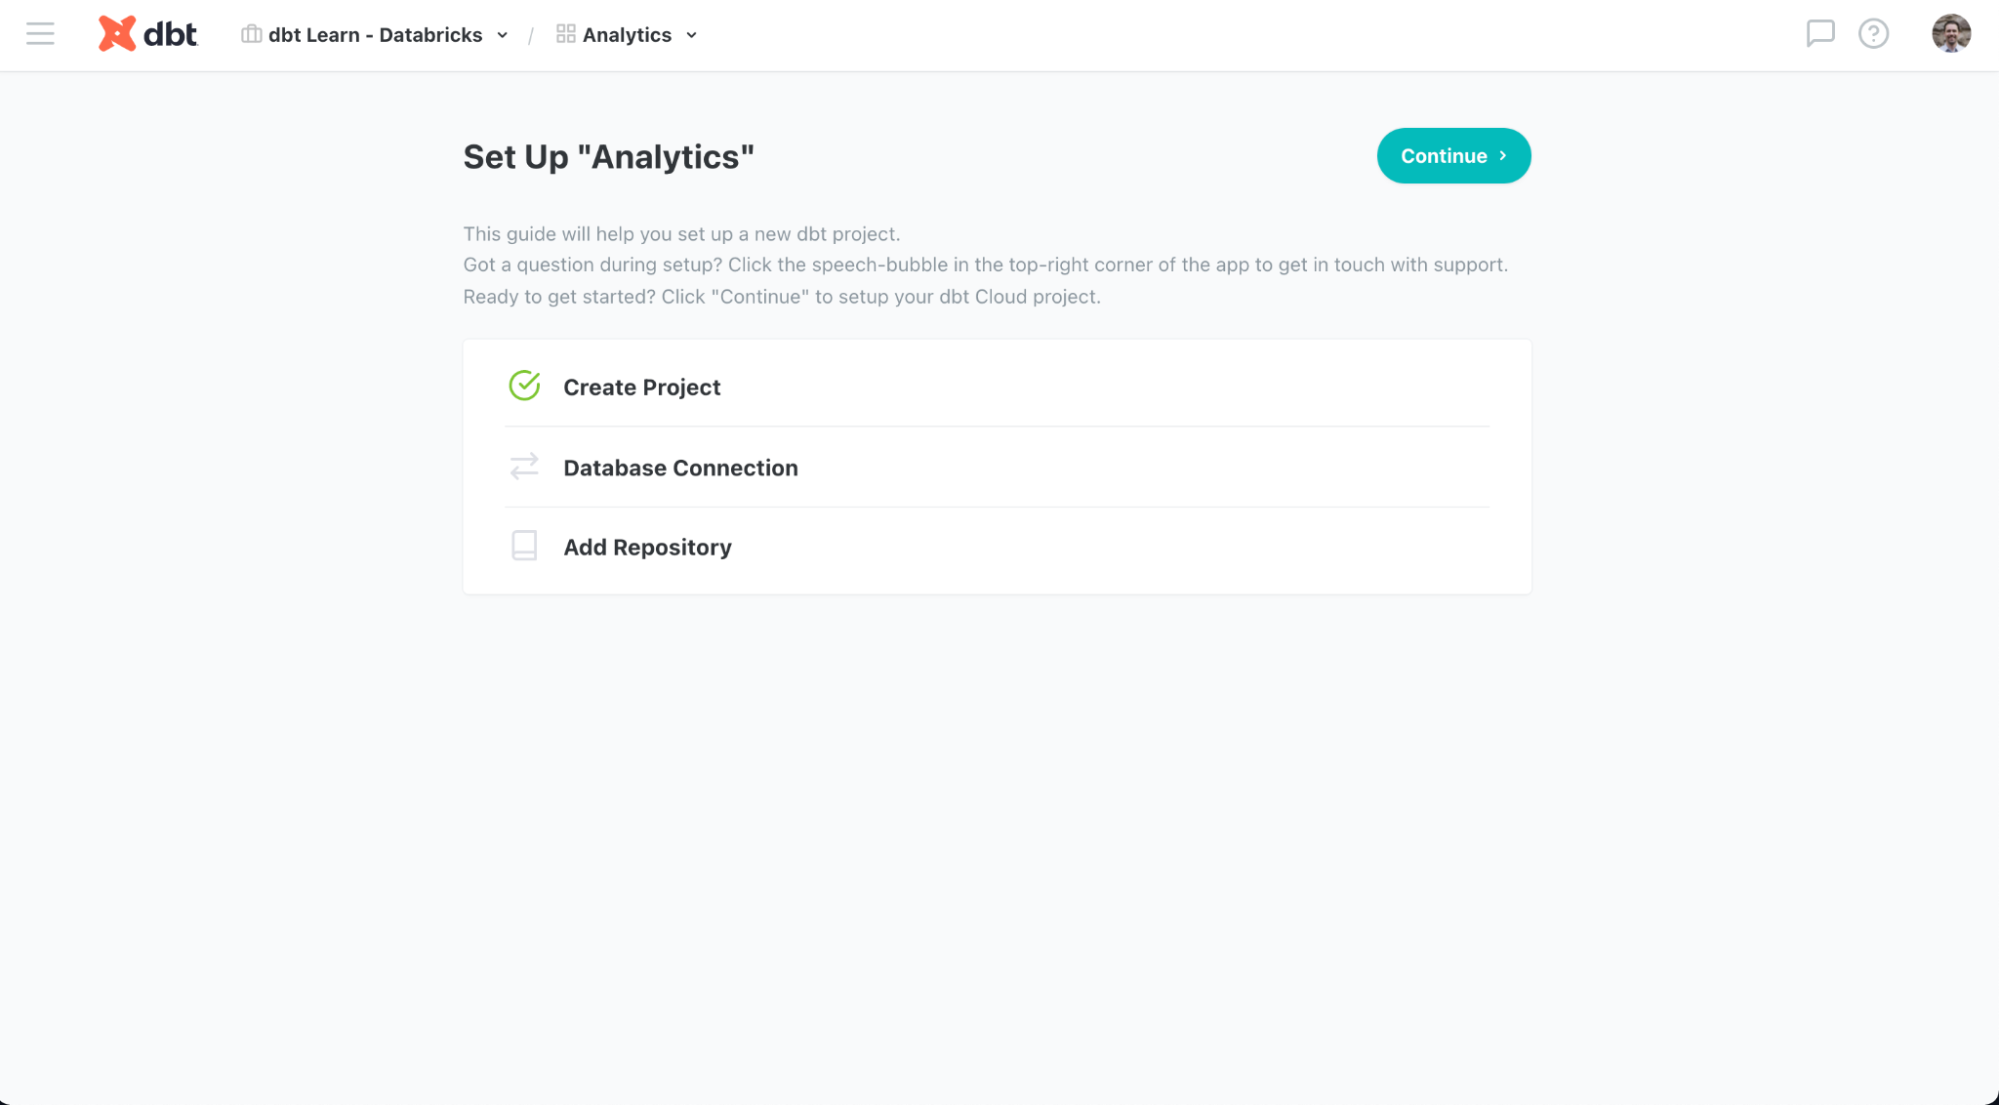 dbt
dbt Learn - Databricks / Analytics
Set Up "Analytics"
Continue
This guide will help you set up a new dbt project.
Got a question during setup? Click the speech-bubble in the top-right corner of the app to get in touch with support.
Ready to get started? Click "Continue" to setup your dbt Cloud project.
Create Project
Database Connection
Add Repository